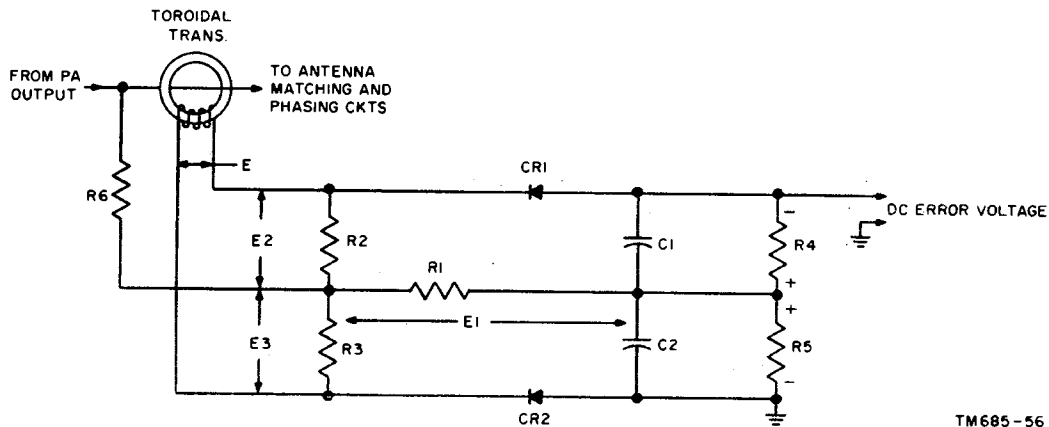 TOROIDAL
TRANS.
FROM PA
OUTPUT
TO ANTENNA
MATCHING AND
PHASING CKTS
E
R6
CR1
DC ERROR VOLTAGE
E2
R2
C1
R4
-
+
R1
E1
E3
R3
C2
R5
+
-
CR2
TM685-56